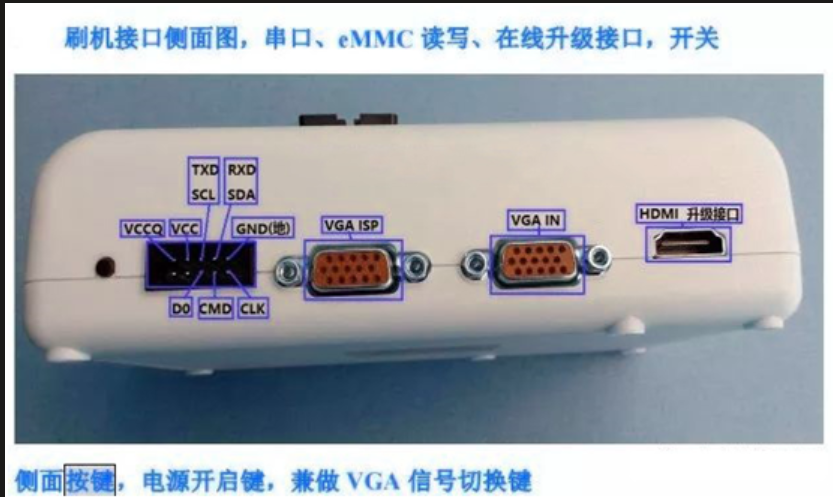 刷机接口侧面图，串口、eMMC 读写、在线升级接口，开关
TXD RXD
SCL SDA
VCCQ VCC GND(地) VGA ISP VGA IN HDMI 升级接口
D0 CMD CLK
侧面按键，电源开启键，兼做 VGA 信号切换键